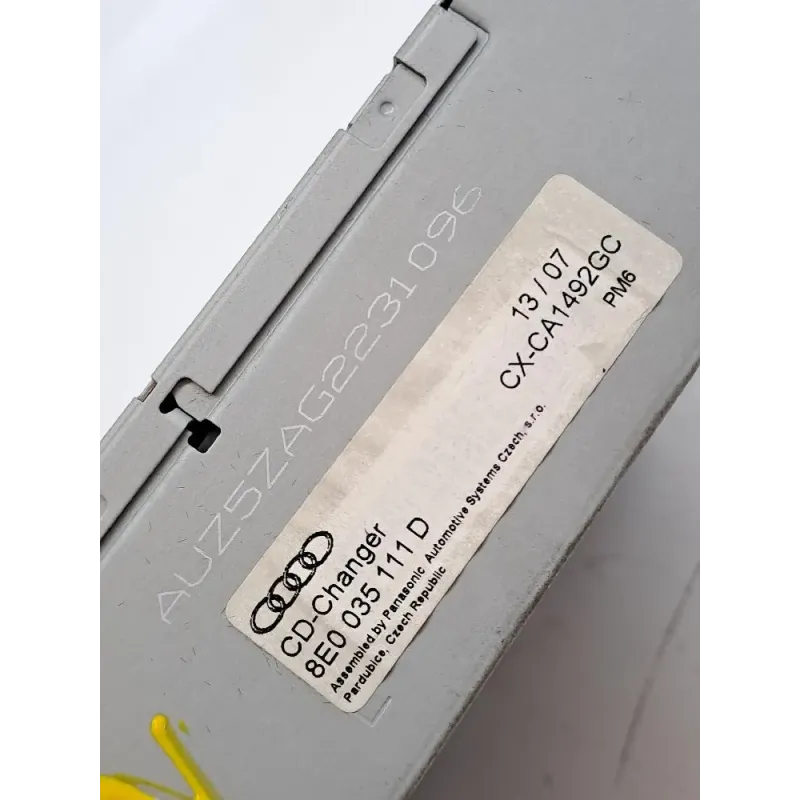 AUZ5ZAG2231096
13 / 07
CX-CA1492GC
PM6
CD-Changer
8E0 035 111 D
Assembled by Panasonic Automotive Systems Czech, s.r.o.
Pardubice, Czech Republic